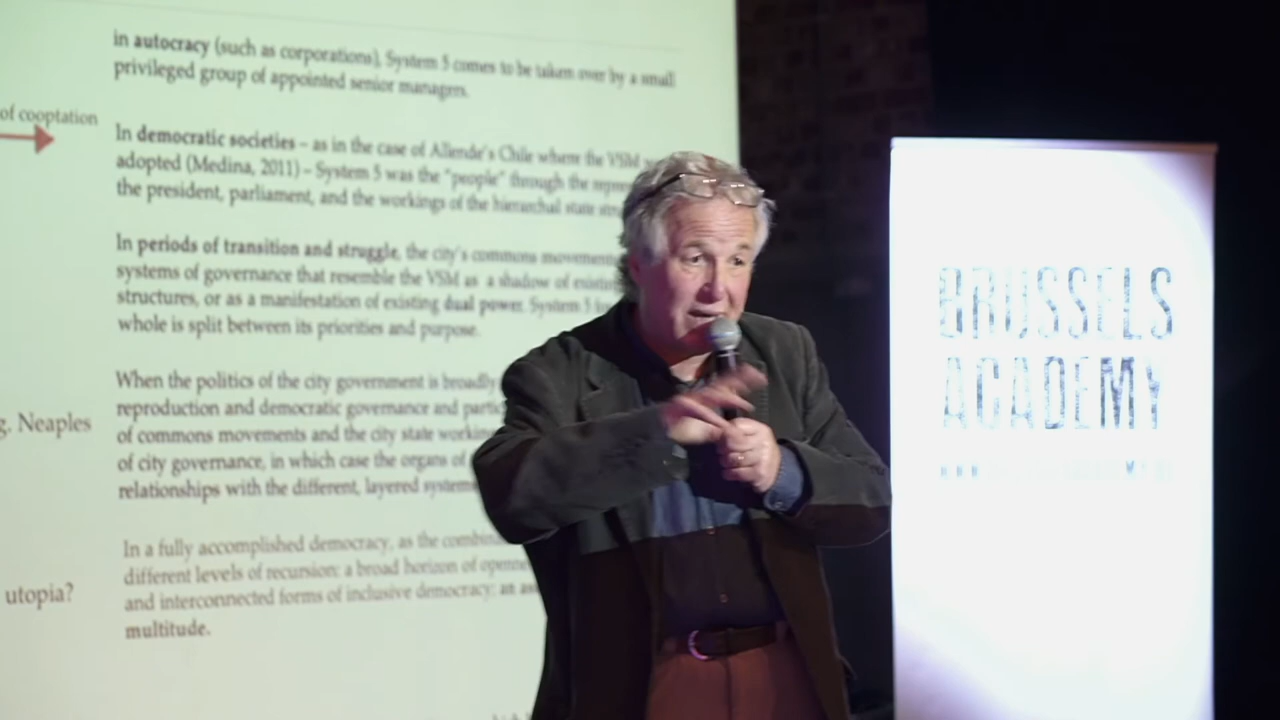 in autocracy (such as corporations), System 5 comes to be taken over by a small
privileged group of appointed senior managers.
of cooptation
In democratic societies – as in the case of Allende's Chile where the VSM
adopted (Medina, 2011) – System 5 was the "people" through the
the president, parliament, and the workings of the hierarchal state
In periods of transition and struggle, the city's commons
systems of governance that resemble the VSM as a shadow of
structures, or as a manifestation of existing dual power. System 5
whole is split between its priorities and purpose.
When the politics of the city government is broadly
reproduction and democratic governance and
g. Neaples
of commons movements and the city state
of city governance, in which case the organs of
relationships with the different, layered
In a fully accomplished democracy, as the
different levels of recursion: a broad horizon of
utopia?
and interconnected forms of inclusive democracy: an
multitude.
BRUSSELS
ACADEMY